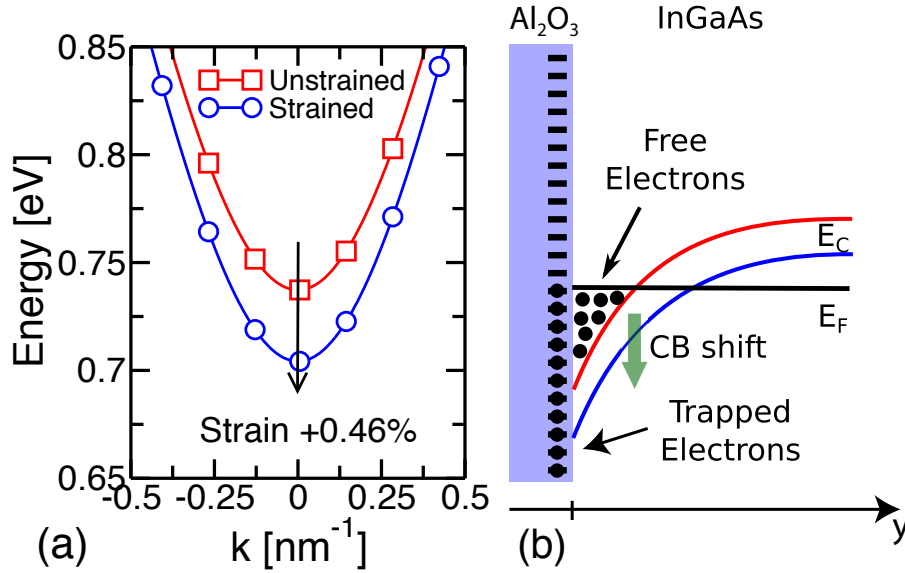 0.85
0.8
0.75
0.7
0.65
Energy [eV]
Unstrained
Strained
Strain +0.46%
-0.5
-0.25
0
0.25
0.5
k [nm⁻¹]
(a)
Al₂O₃
InGaAs
Free
Electrons
E_C
E_F
CB shift
Trapped
Electrons
y
(b)